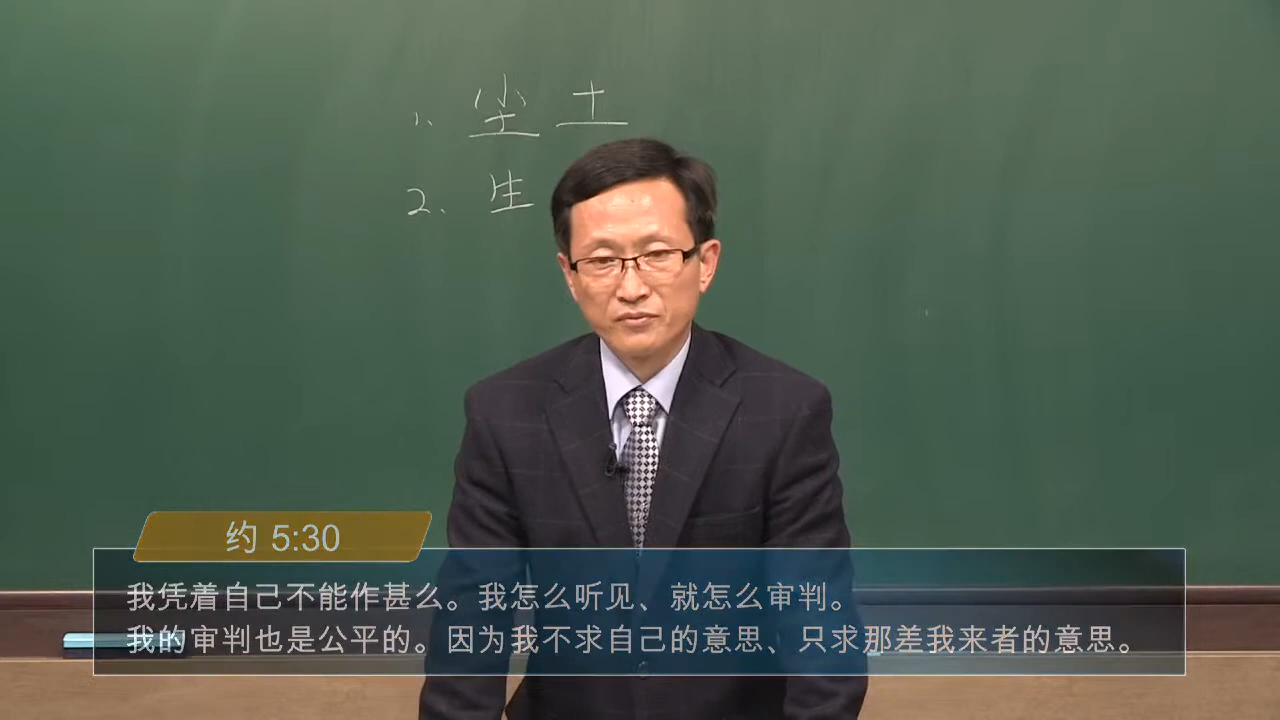 1. 尘土
2. 生
约 5:30
我凭着自己不能作甚么。我怎么听见、就怎么审判。
我的审判也是公平的。因为我不求自己的意思、只求那差我来者的意思。